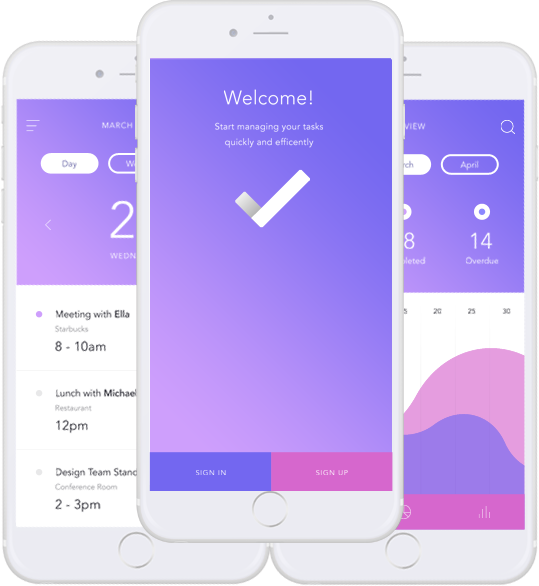 Welcome!
Start managing your tasks
quickly and efficently
SIGN IN
SIGN UP
MARCH
Day
WEDN
Meeting with Ella
Starbucks
8 - 10am
Lunch with Michael
Restaurant
12pm
Design Team Stand
Conference Room
2 - 3pm
VIEW
rch
April
8
14
leted
Overdue
20
25
30